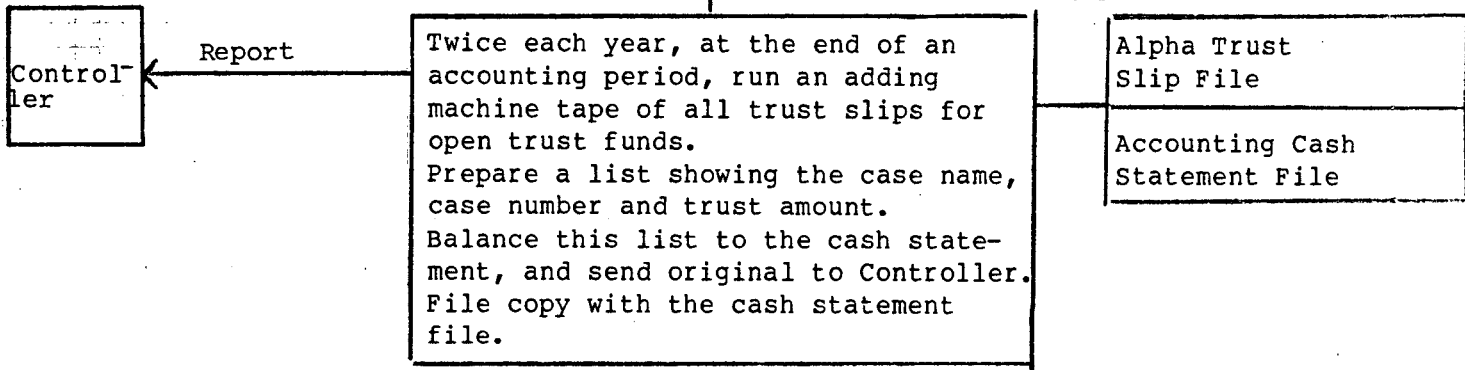 Control-
ler
Report
Twice each year, at the end of an
accounting period, run an adding
machine tape of all trust slips for
open trust funds.
Prepare a list showing the case name,
case number and trust amount.
Balance this list to the cash state-
ment, and send original to Controller.
File copy with the cash statement
file.
Alpha Trust
Slip File
Accounting Cash
Statement File